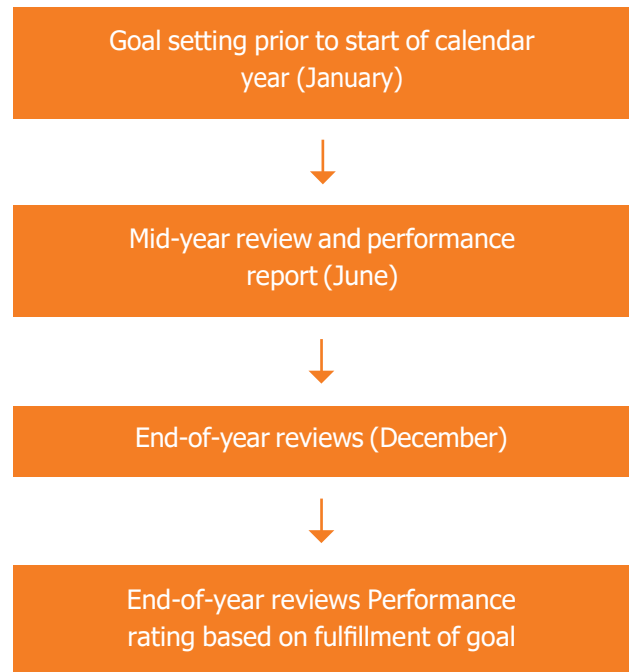 Goal setting prior to start of calendar
year (January)
Mid-year review and performance
report (June)
End-of-year reviews (December)
End-of-year reviews Performance
rating based on fulfillment of goal